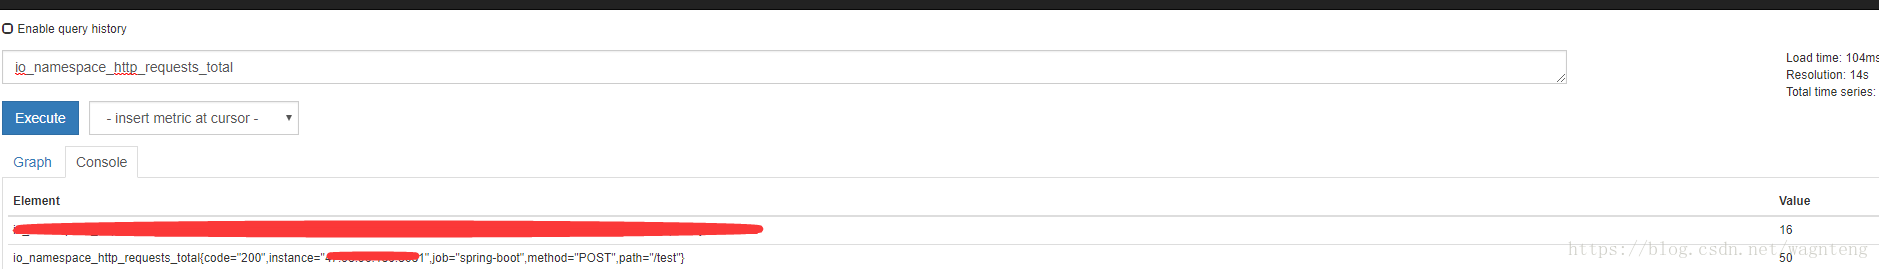 Enable query history
io_namespace_http_requests_total
Load time: 104ms
Resolution: 14s
Total time series:
Execute
- insert metric at cursor -
Graph
Console
Element
Value
16
io_namespace_http_requests_total{code="200",instance="1",job="spring-boot",method="POST",path="/test"}
50
https://blog.csdn.net/wagnteng